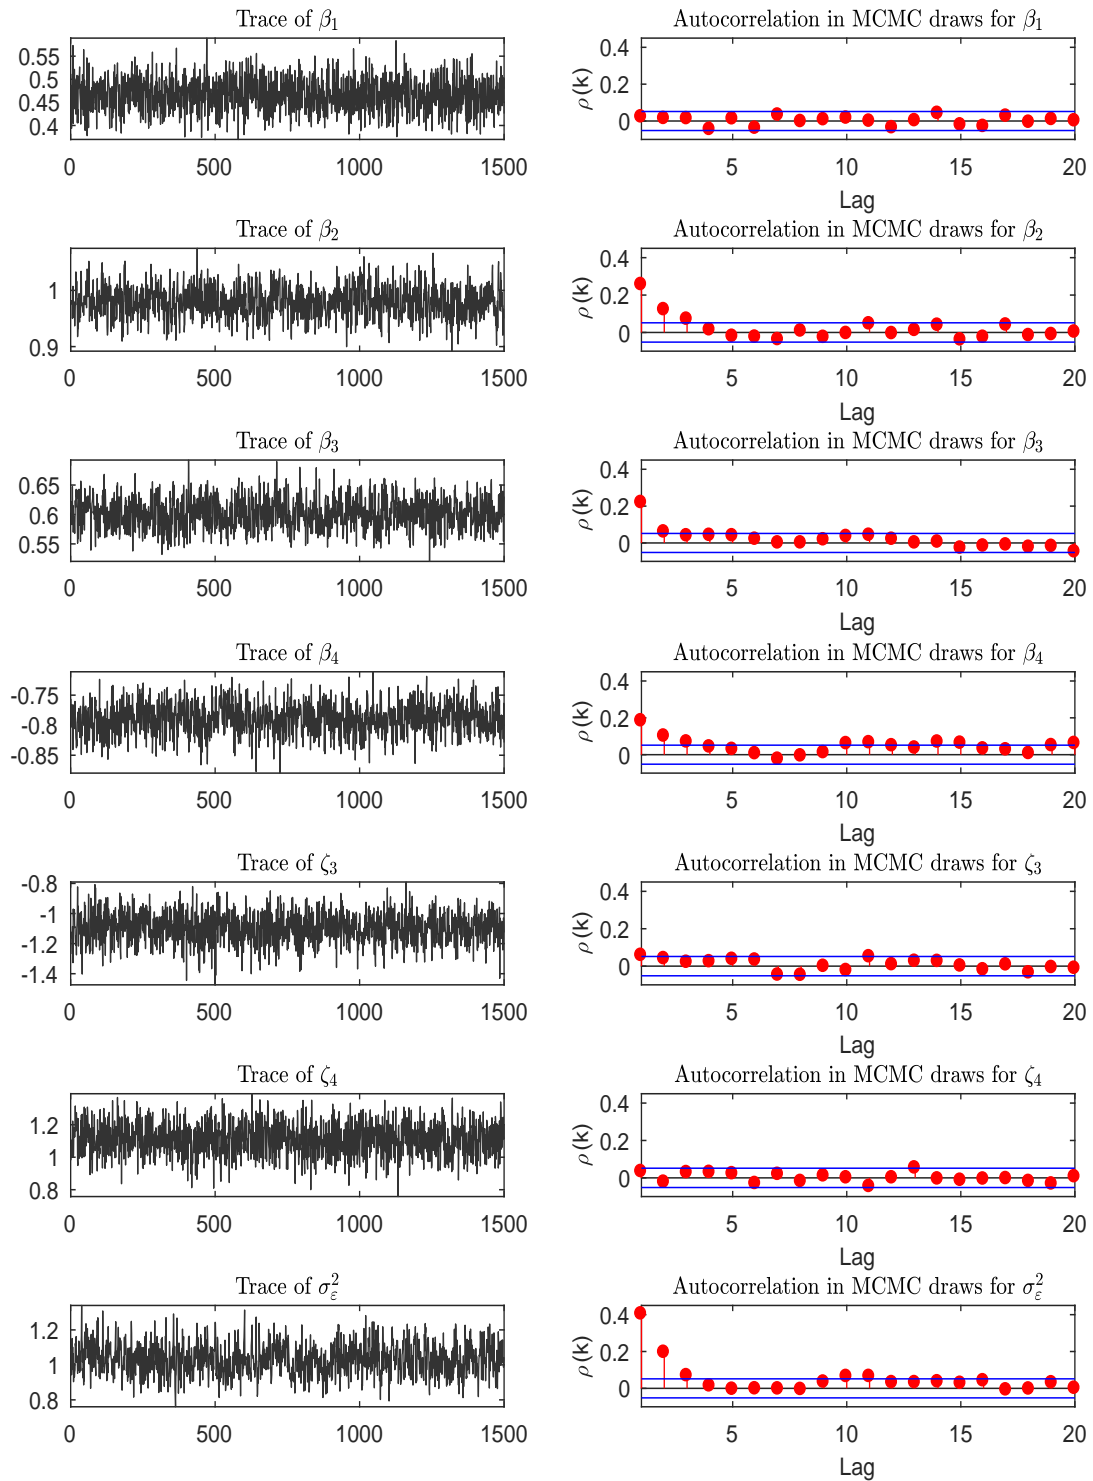 Trace of β₁
Autocorrelation in MCMC draws for β₁
0.55
0.5
0.45
0.4
0 500 1000 1500
ρ(k)
0.4
0.2
0
5 10 15 20
Lag
Trace of β₂
Autocorrelation in MCMC draws for β₂
1
0.9
0 500 1000 1500
ρ(k)
0.4
0.2
0
5 10 15 20
Lag
Trace of β₃
Autocorrelation in MCMC draws for β₃
0.65
0.6
0.55
0 500 1000 1500
ρ(k)
0.4
0.2
0
5 10 15 20
Lag
Trace of β₄
Autocorrelation in MCMC draws for β₄
-0.75
-0.8
-0.85
0 500 1000 1500
ρ(k)
0.4
0.2
0
5 10 15 20
Lag
Trace of ζ₃
Autocorrelation in MCMC draws for ζ₃
-0.8
-1
-1.2
-1.4
0 500 1000 1500
ρ(k)
0.4
0.2
0
5 10 15 20
Lag
Trace of ζ₄
Autocorrelation in MCMC draws for ζ₄
1.2
1
0.8
0 500 1000 1500
ρ(k)
0.4
0.2
0
5 10 15 20
Lag
Trace of σ²_ε
Autocorrelation in MCMC draws for σ²_ε
1.2
1
0.8
0 500 1000 1500
ρ(k)
0.4
0.2
0
5 10 15 20
Lag